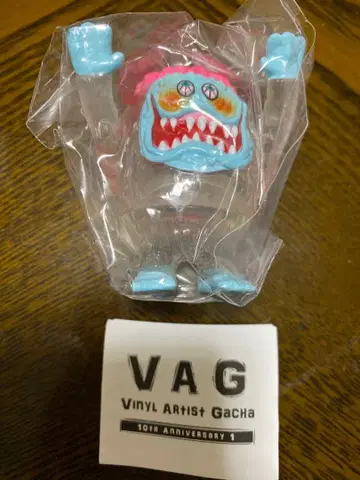 VAG
VINYL ARTIST GACHA
10TH ANNIVERSARY 1